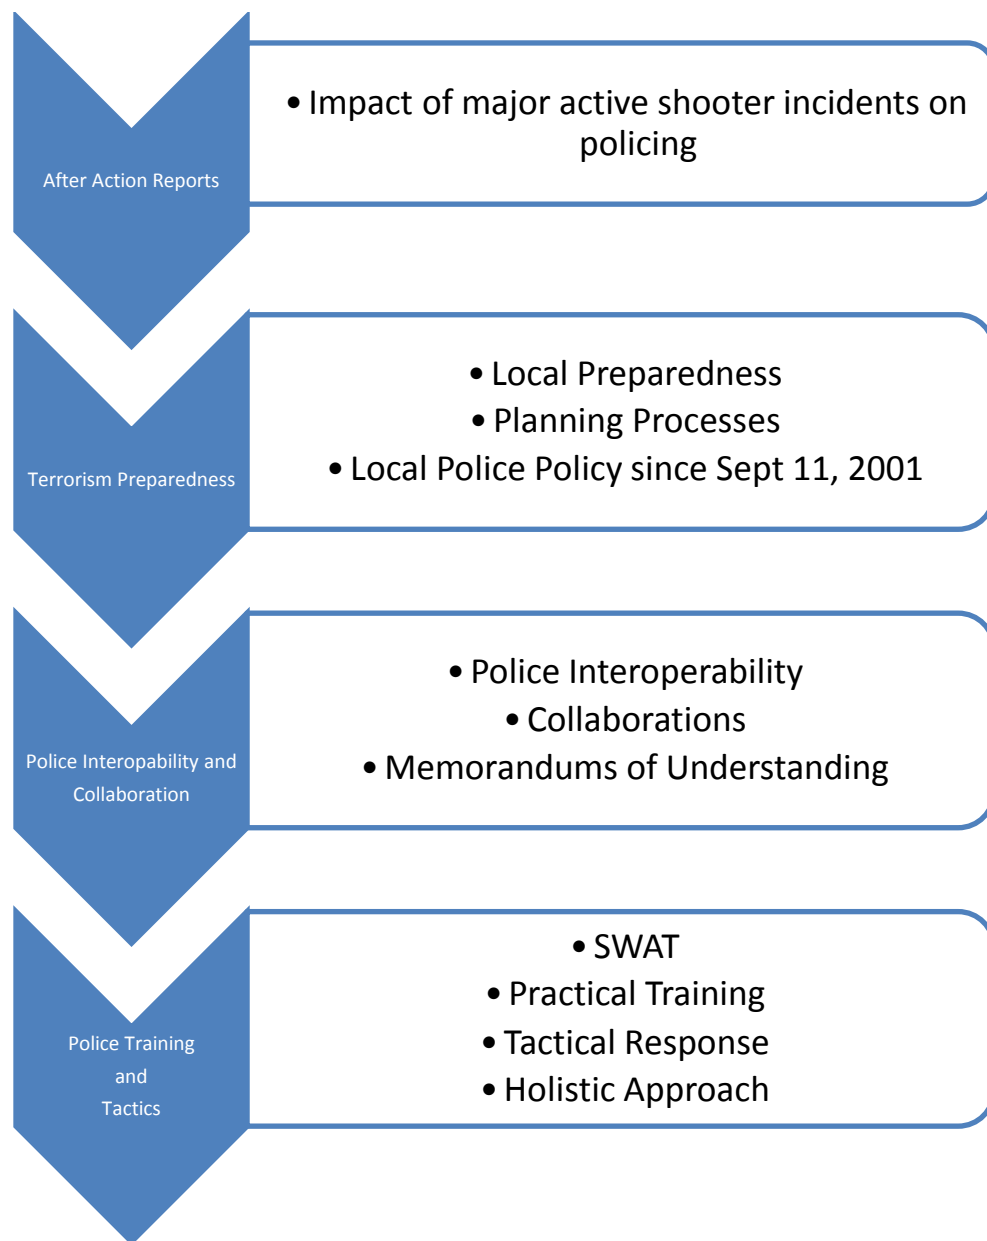 After Action Reports
• Impact of major active shooter incidents on
policing
Terrorism Preparedness
• Local Preparedness
• Planning Processes
• Local Police Policy since Sept 11, 2001
Police Interopability and
Collaboration
• Police Interoperability
• Collaborations
• Memorandums of Understanding
Police Training
and
Tactics
• SWAT
• Practical Training
• Tactical Response
• Holistic Approach